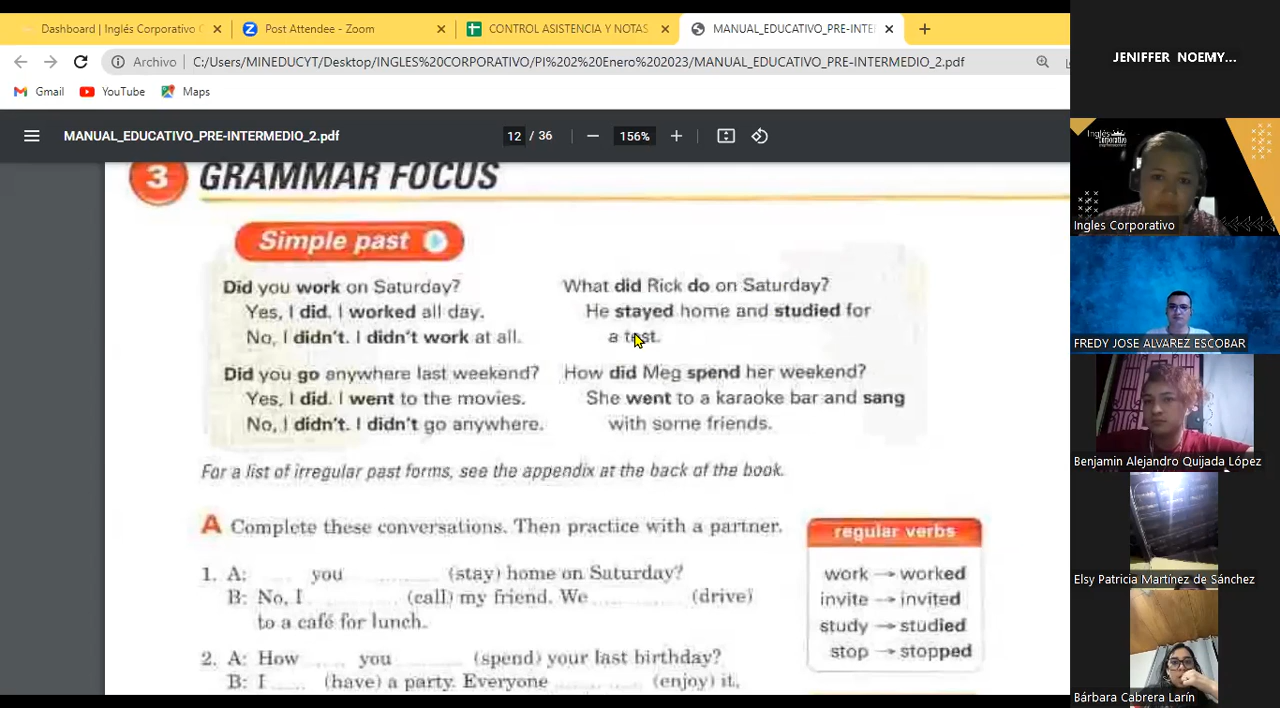 Dashboard | Inglés Corporativo
Post Attendee - Zoom
CONTROL ASISTENCIA Y NOTAS
MANUAL_EDUCATIVO_PRE-INTER
Archivo
C:/Users/MINEDUCYT/Desktop/INGLES%20CORPORATIVO/PI%202%20Enero%202023/MANUAL_EDUCATIVO_PRE-INTERMEDIO_2.pdf
Gmail
YouTube
Maps
MANUAL_EDUCATIVO_PRE-INTERMEDIO_2.pdf
12 / 36
156%
3 GRAMMAR FOCUS
Simple past
Did you work on Saturday?
Yes, I did. I worked all day.
No, I didn't. I didn't work at all.
Did you go anywhere last weekend?
Yes, I did. I went to the movies.
No, I didn't. I didn't go anywhere.
What did Rick do on Saturday?
He stayed home and studied for
a test.
How did Meg spend her weekend?
She went to a karaoke bar and sang
with some friends.
For a list of irregular past forms, see the appendix at the back of the book.
A Complete these conversations. Then practice with a partner.
1. A: ..... you .......... (stay) home on Saturday?
B: No, I .......... (call) my friend. We .......... (drive)
to a café for lunch.
2. A: How ..... you .......... (spend) your last birthday?
B: I ..... (have) a party. Everyone .......... (enjoy) it,
regular verbs
work → worked
invite → invited
study → studied
stop → stopped
JENIFFER NOEMY...
Inglés
Corporativo
Ingles Corporativo
FREDY JOSE ALVAREZ ESCOBAR
Benjamin Alejandro Quijada López
Elsy Patricia Martínez de Sánchez
Bárbara Cabrera Larín